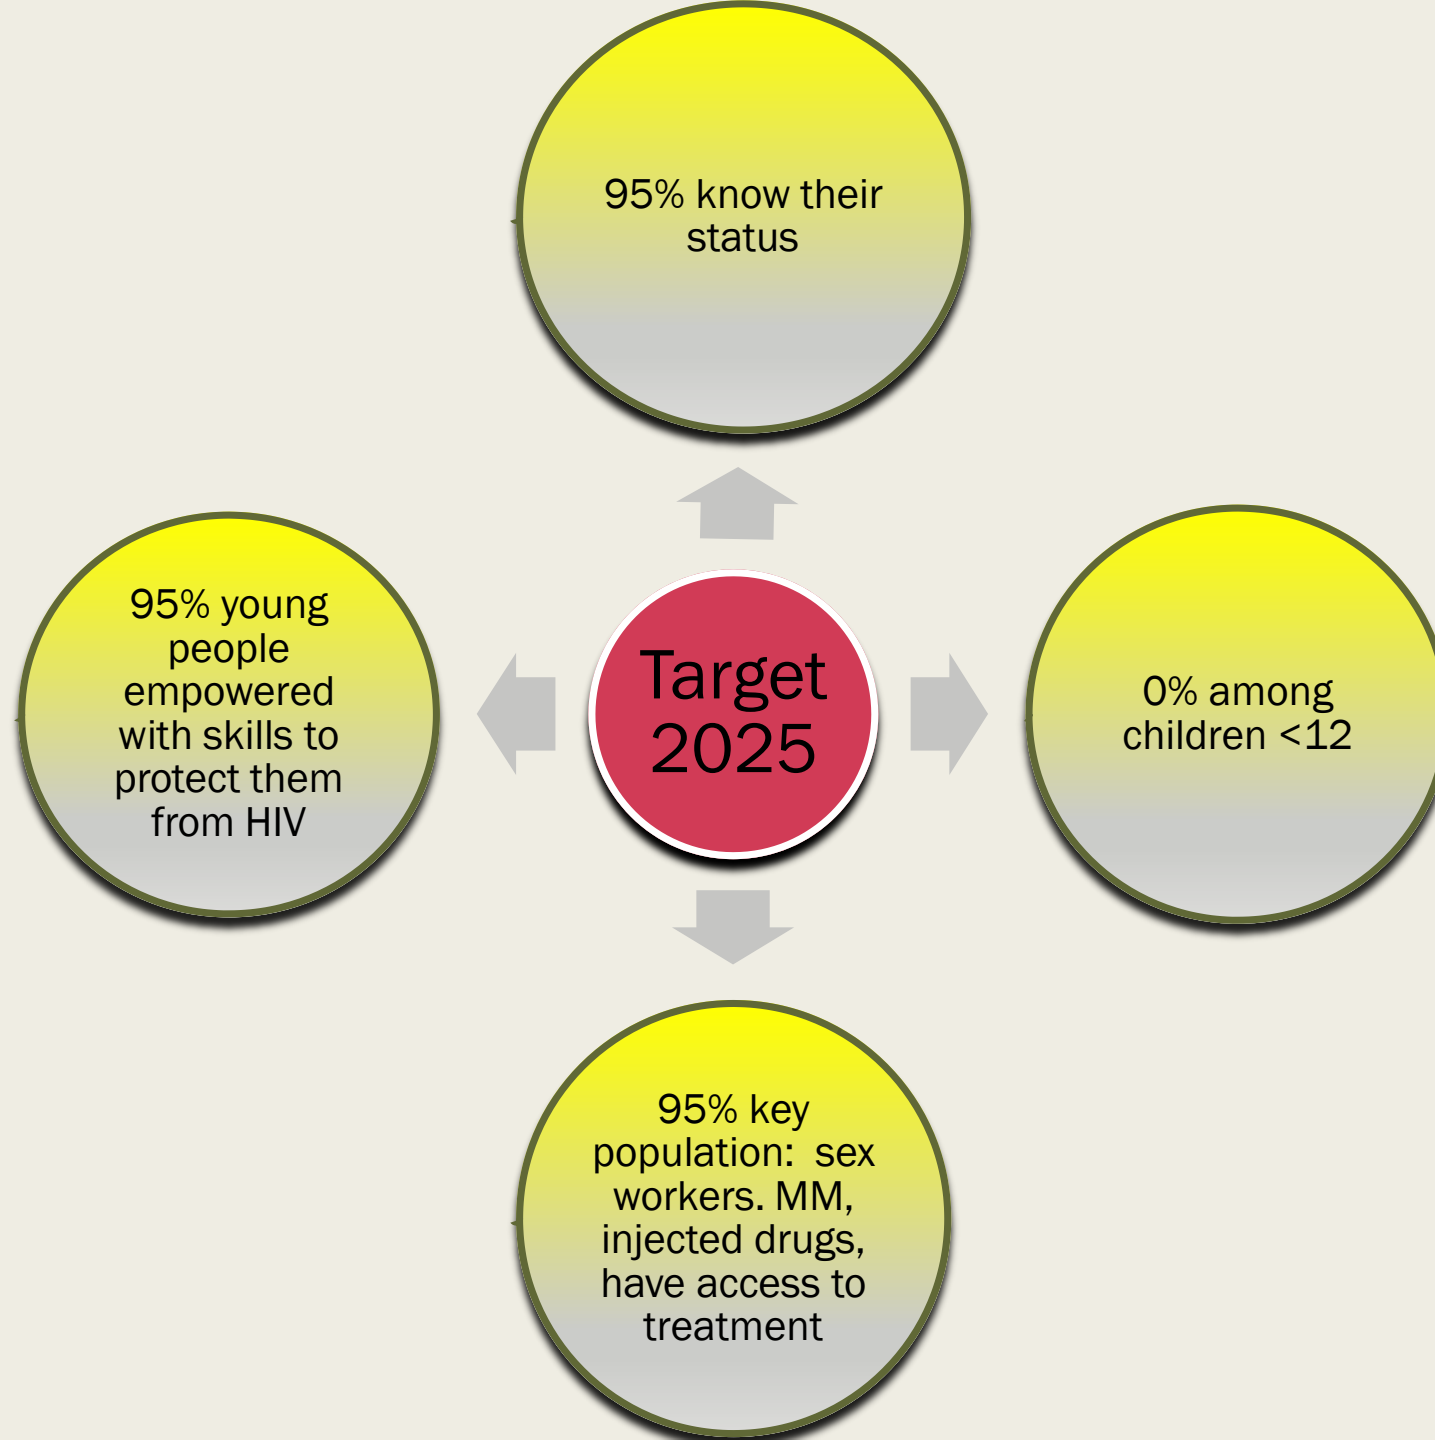 95% know their
status
95% young
people
empowered
with skills to
protect them
from HIV
Target
2025
0% among
children <12
95% key
population:  sex
workers. MM,
injected drugs,
have access to
treatment